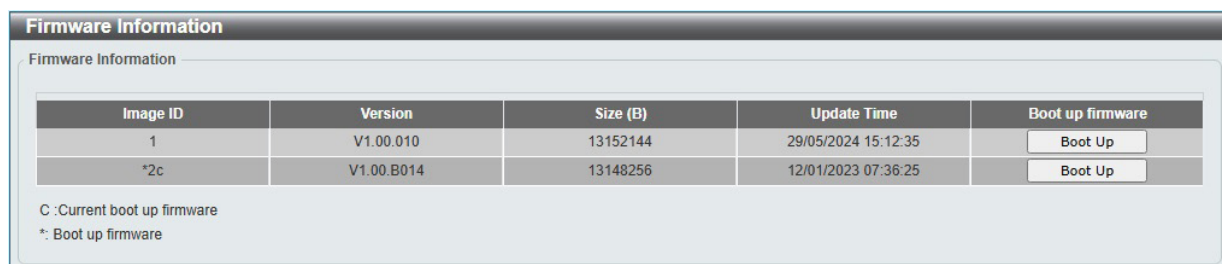 Firmware Information
Firmware Information
Image ID Version Size (B) Update Time Boot up firmware
1 V1.00.010 13152144 29/05/2024 15:12:35 Boot Up
*2c V1.00.B014 13148256 12/01/2023 07:36:25 Boot Up
C :Current boot up firmware
*: Boot up firmware